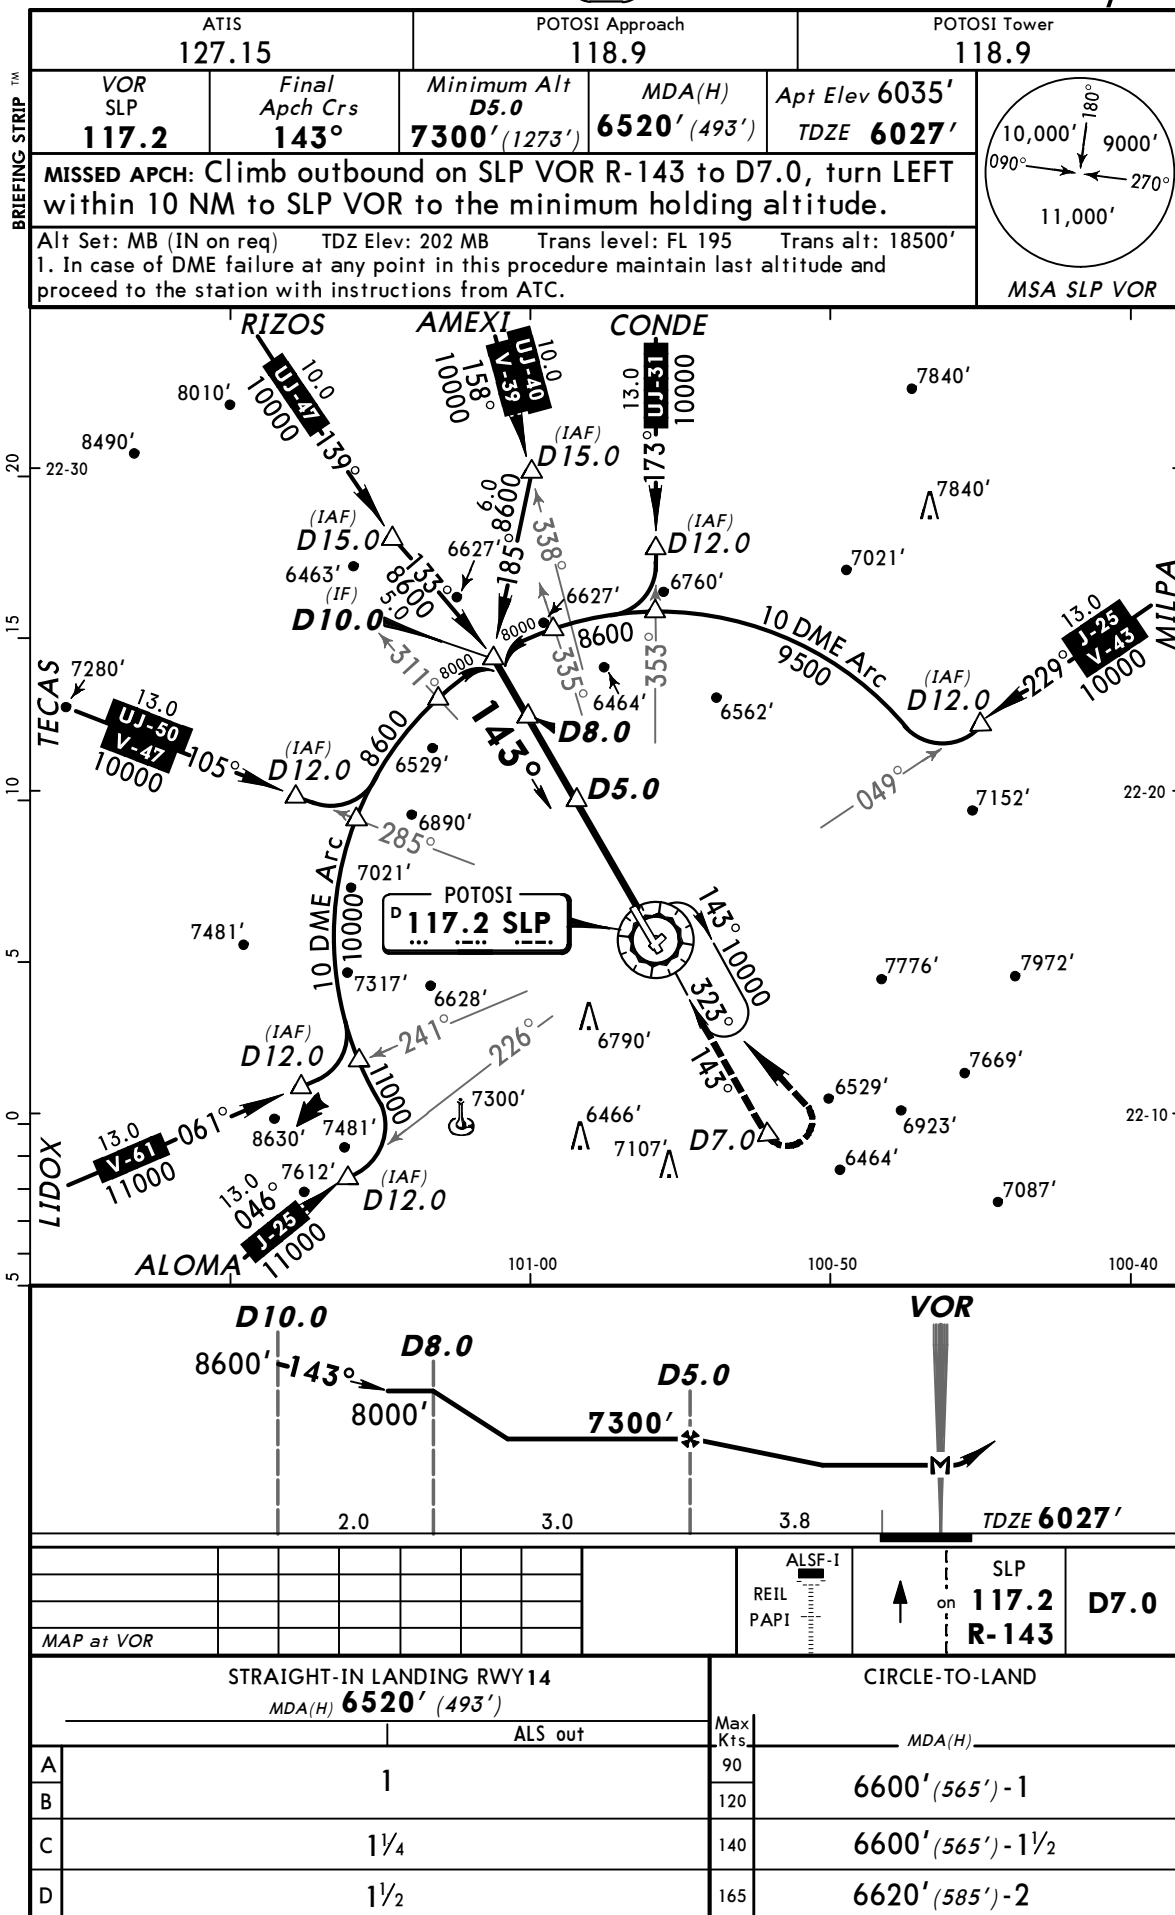 ATIS
127.15
POTOSI Approach
118.9
POTOSI Tower
118.9
BRIEFING STRIP TM
VOR
SLP
117.2
Final
Apch Crs
143°
Minimum Alt
D5.0
7300' (1273')
MDA(H)
6520' (493')
Apt Elev 6035'
TDZE 6027'
MISSED APCH: Climb outbound on SLP VOR R-143 to D7.0, turn LEFT
within 10 NM to SLP VOR to the minimum holding altitude.
Alt Set: MB (IN on req) TDZ Elev: 202 MB Trans level: FL 195 Trans alt: 18500'
1. In case of DME failure at any point in this procedure maintain last altitude and
proceed to the station with instructions from ATC.
180°
10,000'
9000'
090°
270°
11,000'
MSA SLP VOR
RIZOS
AMEXI
CONDE
10.0
UJ-47
10000
139°
10.0
UJ-40
V-39
158°
10000
13.0
UJ-31
10000
173°
8010'
8490'
7840'
7840'
7021'
20
22-30
(IAF)
D15.0
(IAF)
D15.0
(IAF)
D12.0
6463'
6627'
133°
8600
5.0
6.0
8600
185°
338°
6760'
(IF)
D10.0
8000
6627'
8600
10 DME Arc
9500
15
311°
8000
335°
353°
6464'
6562'
MILPA
13.0
J-25
V-43
10000
229°
(IAF)
D12.0
049°
TECAS
7280'
13.0
UJ-50
V-47
10000
105°
(IAF)
D12.0
8600
6529'
143°
D8.0
D5.0
10
22-20
7152'
6890'
285°
10 DME Arc
10000
7021'
POTOSI
D 117.2 SLP
7481'
7317'
6628'
143° 10000
323°
7776'
7972'
5
241°
226°
6790'
143°
7669'
(IAF)
D12.0
11000
7300'
6466'
7107'
D7.0
6529'
6923'
6464'
7087'
0
22-10
8630'
7481'
7612'
LIDOX
13.0
V-61
11000
061°
13.0
046°
J-25
11000
(IAF)
D12.0
ALOMA
5
101-00
100-50
100-40
D10.0
D8.0
D5.0
VOR
8600'
143°
8000'
7300'
M
2.0
3.0
3.8
TDZE 6027'
MAP at VOR
ALSF-I
REIL
PAPI
on
SLP
117.2
R-143
D7.0
STRAIGHT-IN LANDING RWY 14
MDA(H) 6520' (493')
ALS out
CIRCLE-TO-LAND
Max
Kts
MDA(H)
A
B
1
90
120
6600' (565') - 1
C
1¼
140
6600' (565') - 1½
D
1½
165
6620' (585') - 2